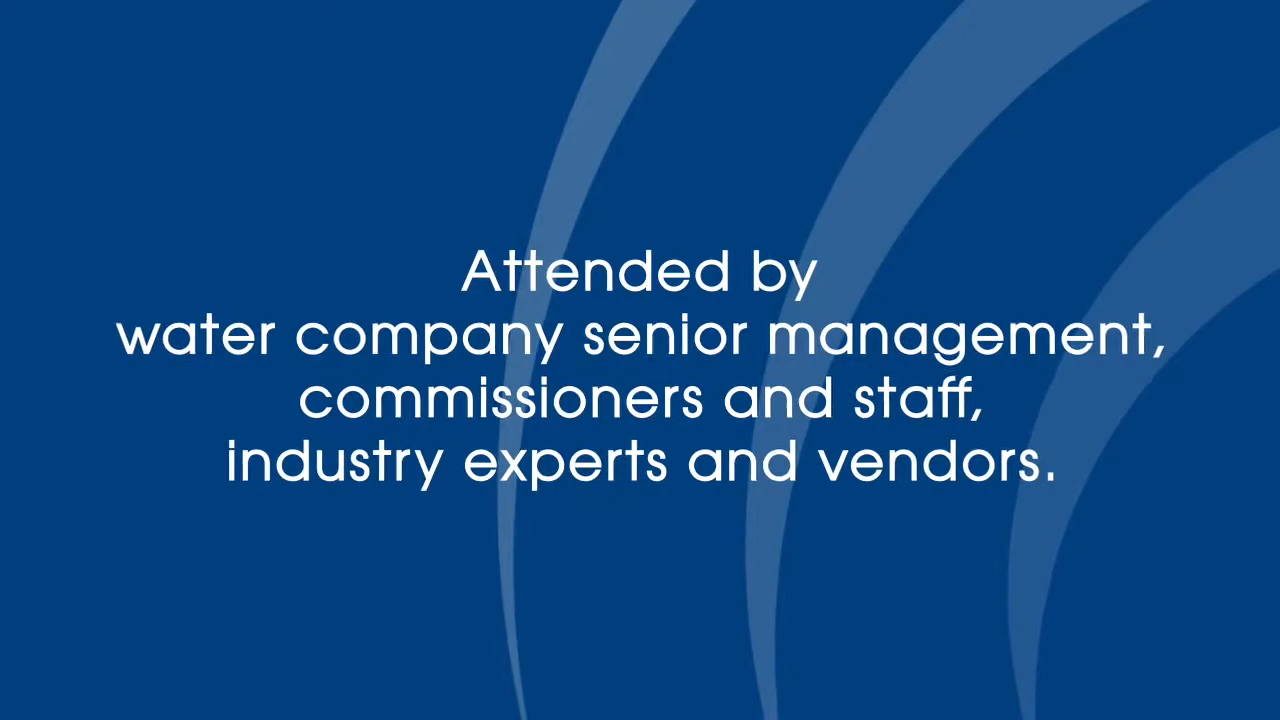 Attended by
water company senior management,
commissioners and staff,
industry experts and vendors.